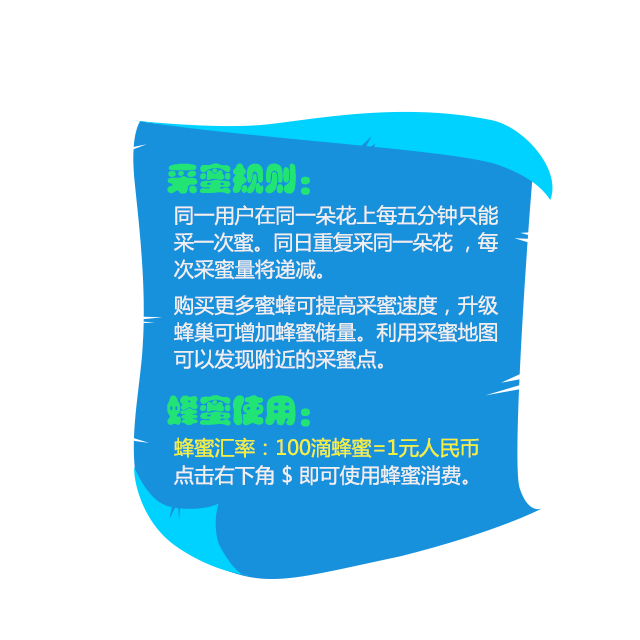 采蜜规则:
同一用户在同一朵花上每五分钟只能
采一次蜜。同日重复采同一朵花 ，每
次采蜜量将递减。
购买更多蜜蜂可提高采蜜速度，升级
蜂巢可增加蜂蜜储量。利用采蜜地图
可以发现附近的采蜜点。
蜂蜜使用:
蜂蜜汇率：100滴蜂蜜=1元人民币
点击右下角 $ 即可使用蜂蜜消费。